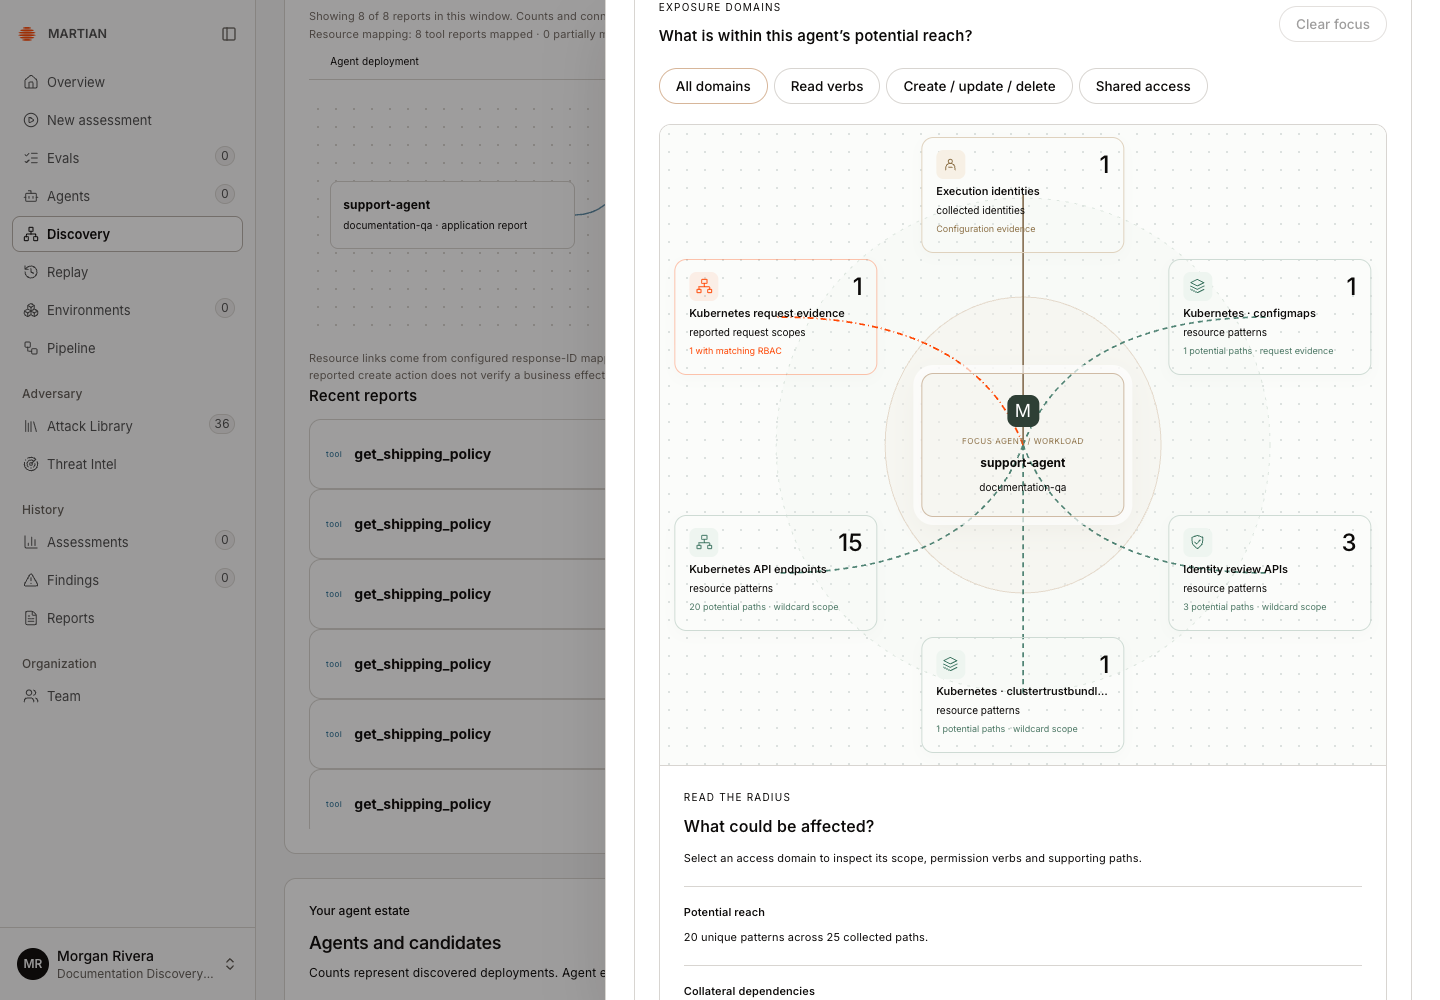 MARTIAN
Overview
New assessment
Evals
0
Agents
0
Discovery
Replay
Environments
0
Pipeline
Adversary
Attack Library
36
Threat Intel
History
Assessments
0
Findings
0
Reports
Organization
Team
MR
Morgan Rivera
Documentation Discovery...
Showing 8 of 8 reports in this window. Counts and conn
Resource mapping: 8 tool reports mapped · 0 partially m
Agent deployment
support-agent
documentation-qa · application report
Resource links come from configured response-ID map
reported create action does not verify a business effect
Recent reports
tool get_shipping_policy
tool get_shipping_policy
tool get_shipping_policy
tool get_shipping_policy
tool get_shipping_policy
tool get_shipping_policy
Your agent estate
Agents and candidates
Counts represent discovered deployments. Agent e
EXPOSURE DOMAINS
What is within this agent’s potential reach?
Clear focus
All domains
Read verbs
Create / update / delete
Shared access
1
Execution identities
collected identities
Configuration evidence
1
Kubernetes request evidence
reported request scopes
1 with matching RBAC
1
Kubernetes · configmaps
resource patterns
1 potential paths · request evidence
M
FOCUS AGENT / WORKLOAD
support-agent
documentation-qa
15
Kubernetes API endpoints
resource patterns
20 potential paths · wildcard scope
3
Identity review APIs
resource patterns
3 potential paths · wildcard scope
1
Kubernetes · clustertrustbundl...
resource patterns
1 potential paths · wildcard scope
READ THE RADIUS
What could be affected?
Select an access domain to inspect its scope, permission verbs and supporting paths.
Potential reach
20 unique patterns across 25 collected paths.
Collateral dependencies